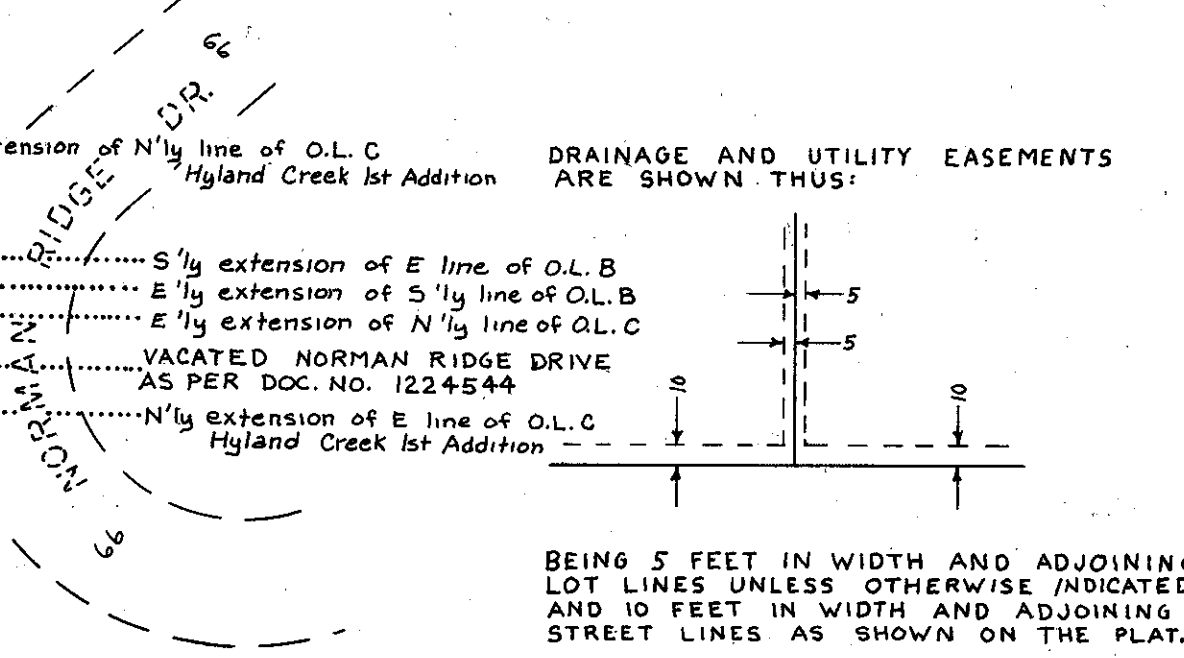 66
NORMAN RIDGE DR.
ension of N'ly line of O.L. C
Hyland Creek 1st Addition
S'ly extension of E line of O.L. B
E'ly extension of S'ly line of O.L. B
E'ly extension of N'ly line of O.L. C
VACATED NORMAN RIDGE DRIVE
AS PER DOC. NO. 1224544
N'ly extension of E line of O.L. C
Hyland Creek 1st Addition
66
DRAINAGE AND UTILITY EASEMENTS
ARE SHOWN THUS:
5
5
10
10
BEING 5 FEET IN WIDTH AND ADJOINING
LOT LINES UNLESS OTHERWISE INDICATED
AND 10 FEET IN WIDTH AND ADJOINING
STREET LINES AS SHOWN ON THE PLAT.